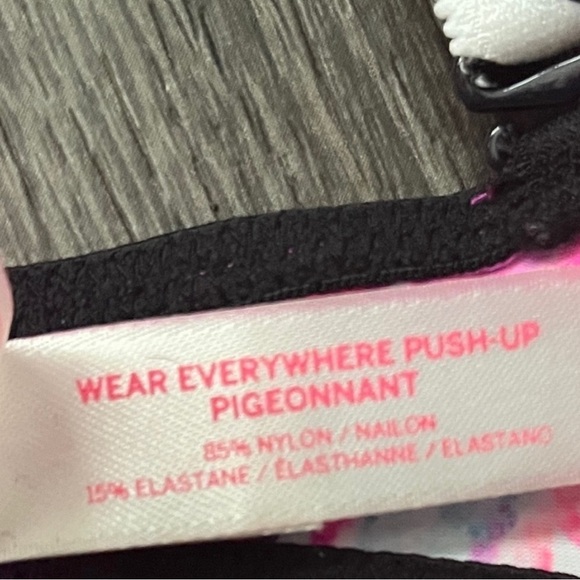 WEAR EVERYWHERE PUSH-UP
PIGEONNANT
85% NYLON / NAILON
15% ELASTANE / ÉLASTHANNE / ELASTANO